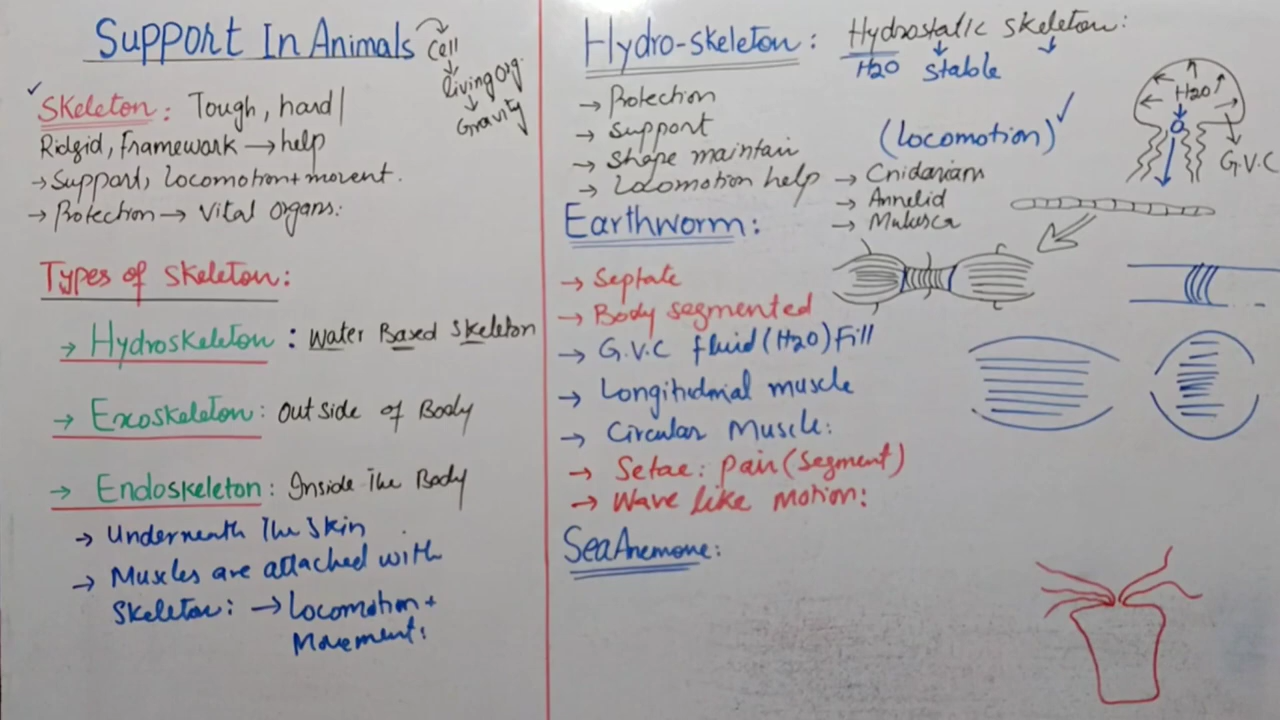 Support In Animals
Cell
living org.
Gravity
Skeleton: Tough, hard |
Ridgid, Framework → help
→ Support, locomotion + movent.
→ Protection → vital organs:
Types of Skeleton:
→ Hydroskeleton: Water Based Skeleton
→ Exoskeleton: Out side of Body
→ Endoskeleton: Inside The Body
→ Underneath The Skin
→ Muscles are attached with
Skeleton: → Locomotion +
Movement:
Hydro-skeleton:
→ Protection
→ Support
→ Shape maintain
→ Locomotion help
Hydrostatic Skeleton:
H2O stable
(locomotion)
→ Cnidarians
→ Annelid
→ Mulusca
H2O
O
G.V.C
Earthworm:
→ Septate
→ Body segmented
→ G.V.C fluid (H2O) Fill
→ Longitudinal muscle
→ Circular Muscle:
→ Setae: pair (Segment)
→ Wave like Motion:
Sea Anemone: